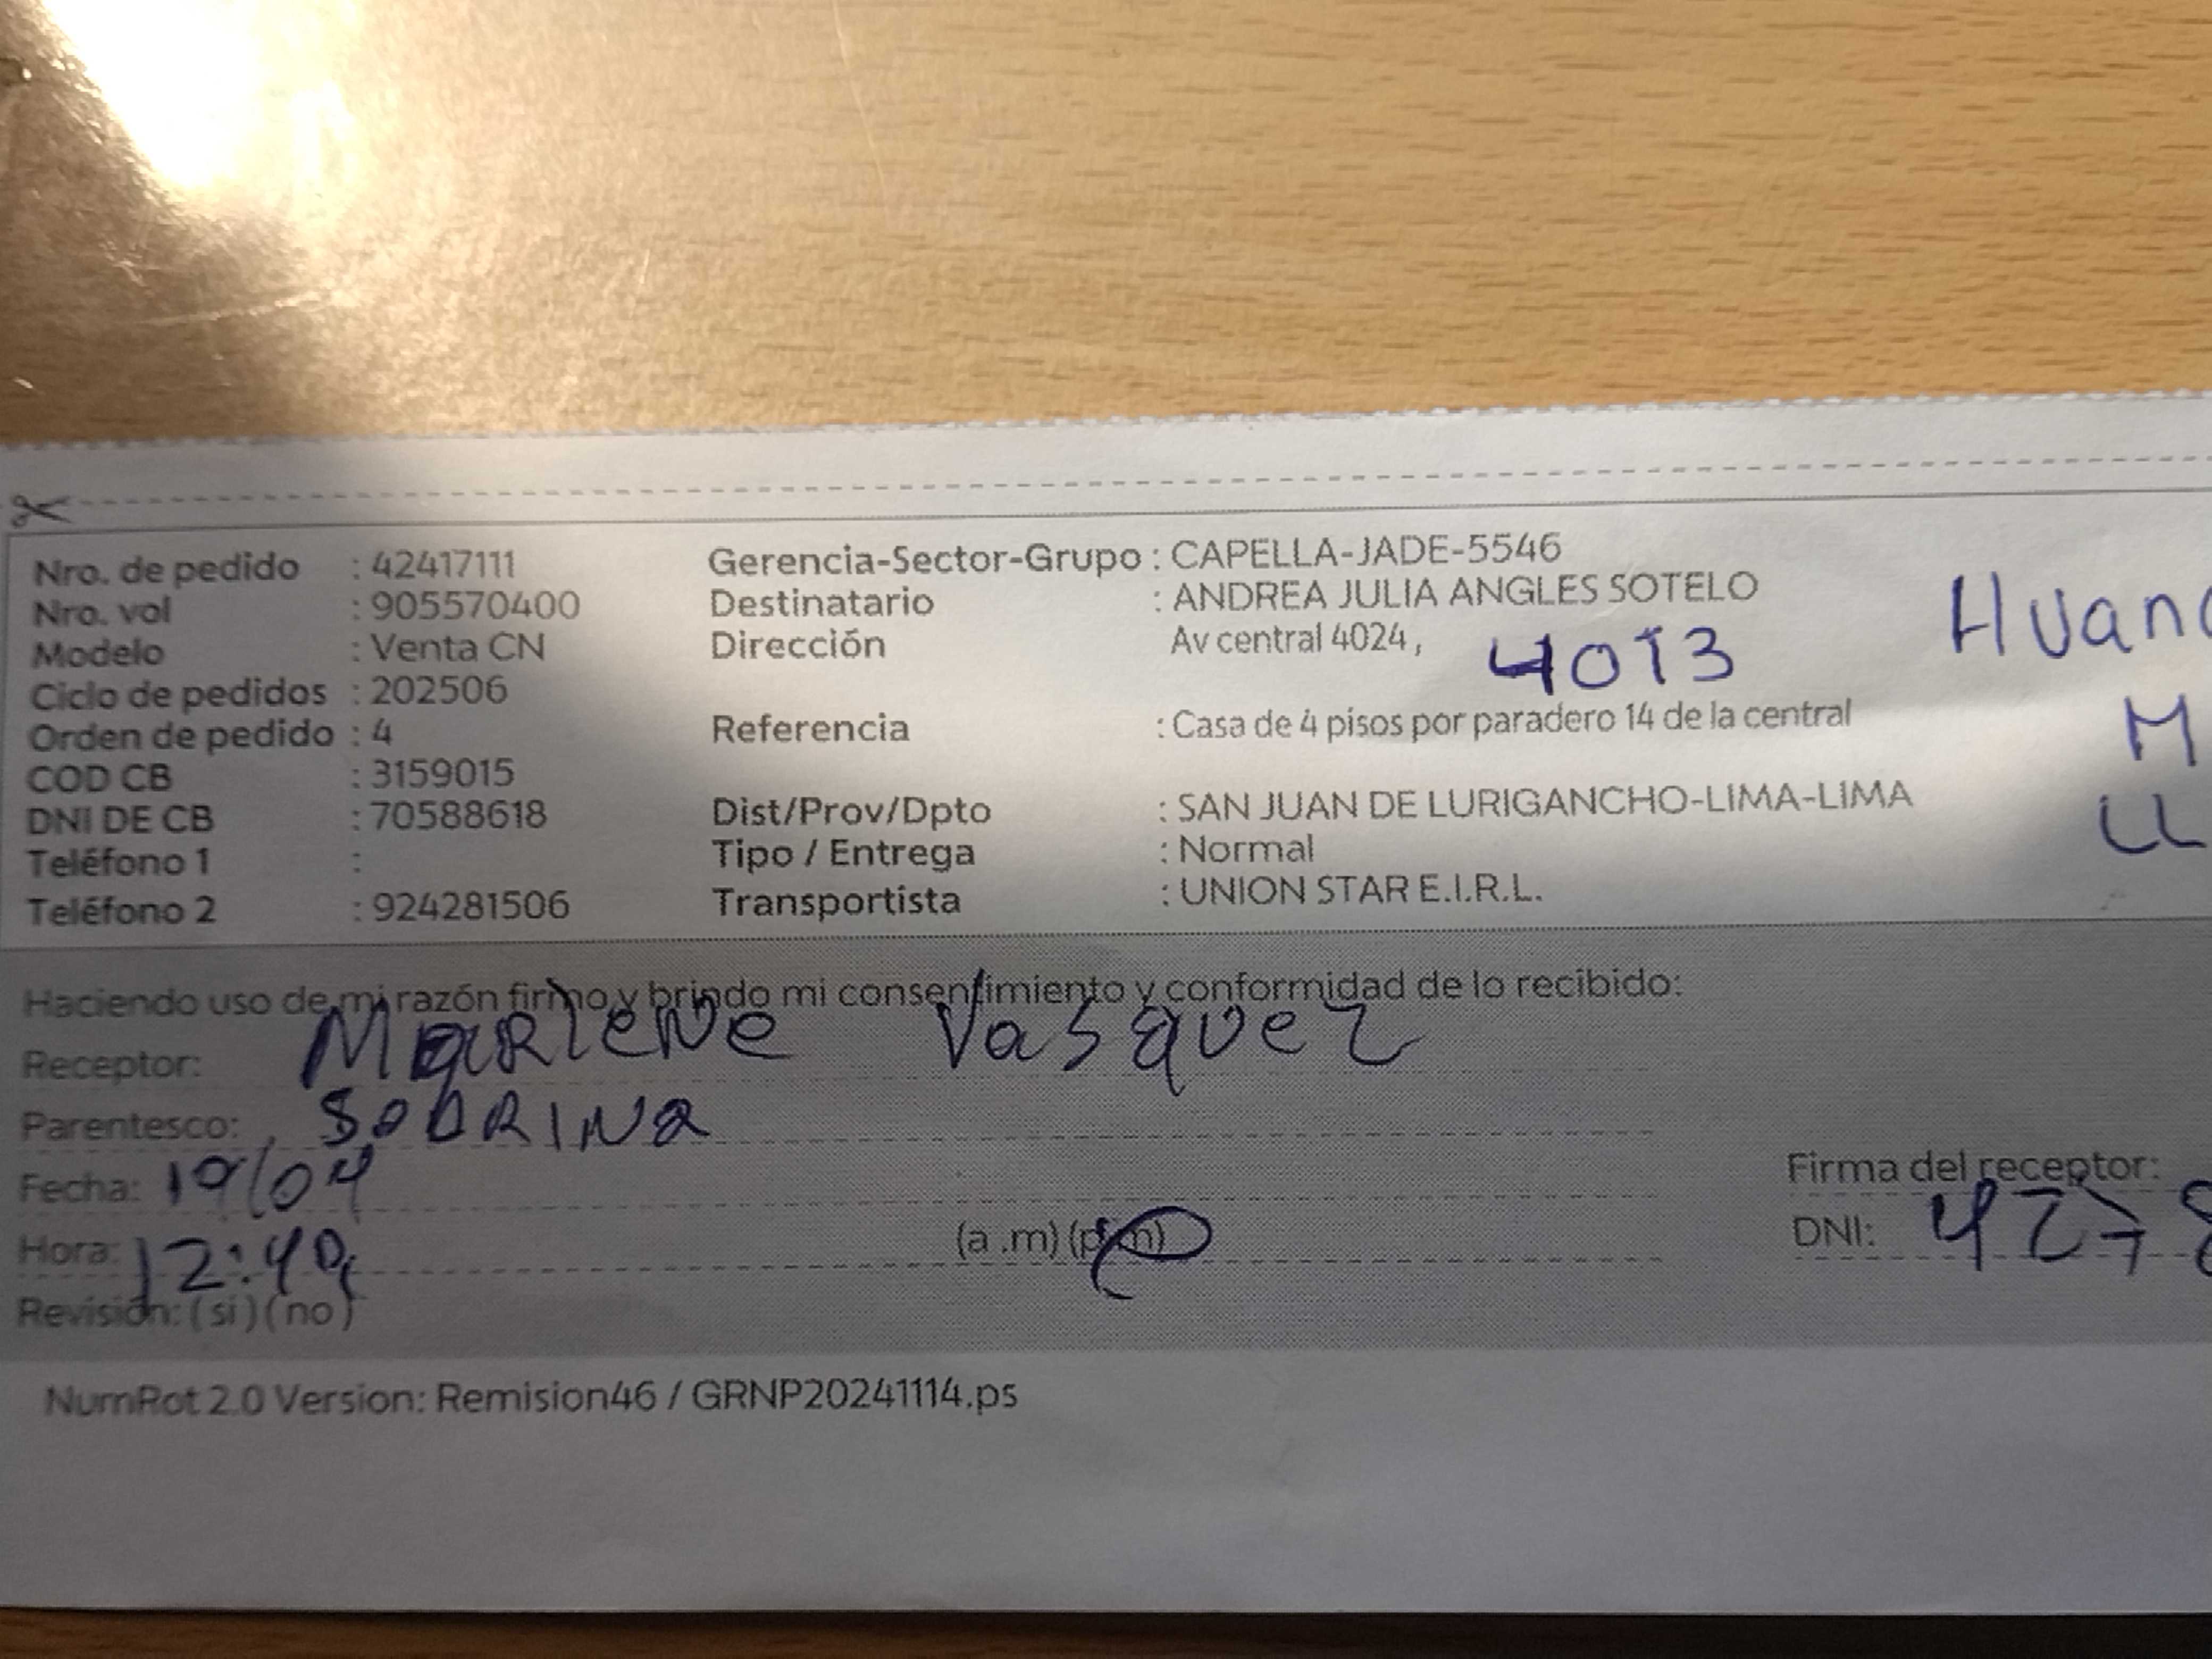 Nro. de pedido : 42417111 Gerencia-Sector-Grupo : CAPELLA-JADE-5546
Nro. vol : 905570400 Destinatario : ANDREA JULIA ANGLES SOTELO
Modelo : Venta CN Dirección Av central 4024, 4013
Ciclo de pedidos : 202506
Orden de pedido : 4 Referencia : Casa de 4 pisos por paradero 14 de la central
COD CB : 3159015
DNI DE CB : 70588618 Dist/Prov/Dpto : SAN JUAN DE LURIGANCHO-LIMA-LIMA
Teléfono 1 : Tipo / Entrega : Normal
Teléfono 2 : 924281506 Transportista : UNION STAR E.I.R.L.
M
Haciendo uso de mi razón firmo y brindo mi consentimiento y conformidad de lo recibido:
Receptor: Marlene Vasquez
Parentesco: SOBRINA
Fecha: 19/04 Firma del receptor:
Hora: 12:40 (a .m) (p.m) DNI: 4278
Revisión: (si) (no)
NumRot 2.0 Version: Remision46 / GRNP20241114.ps